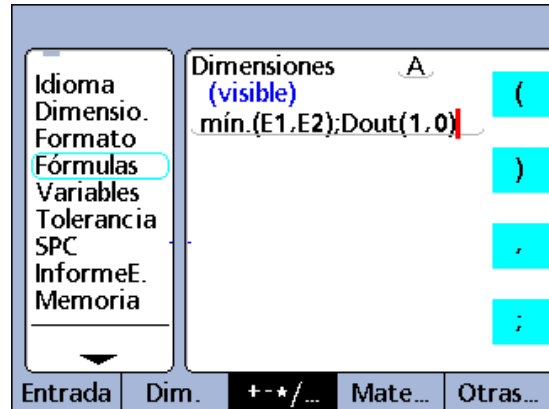 Idioma
Dimensio.
Formato
Fórmulas
Variables
Tolerancia
SPC
InformeE.
Memoria
Dimensiones A
(visible)
mín.(E1,E2);Dout(1,0)
(
)
,
;
Entrada Dim. +-*/... Mate... Otras...